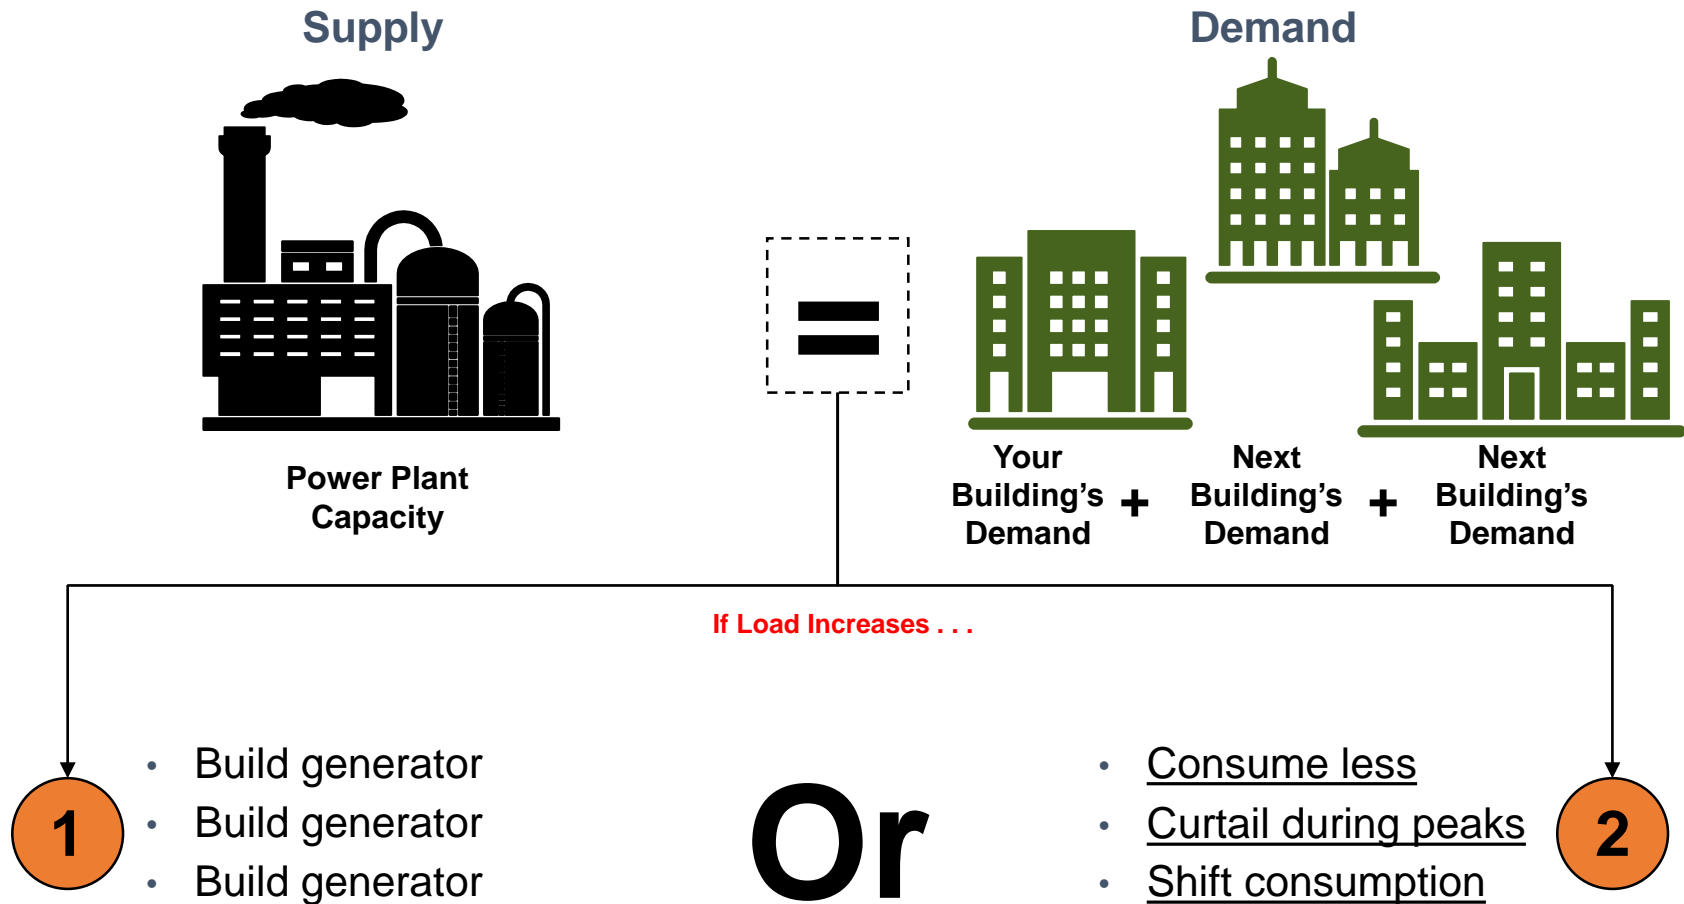 Supply
Demand
=
Power Plant
Capacity
Your
Building’s
Demand
+
Next
Building’s
Demand
+
Next
Building’s
Demand
If Load Increases . . .
1
• Build generator
• Build generator
• Build generator
Or
• Consume less
• Curtail during peaks
• Shift consumption
2